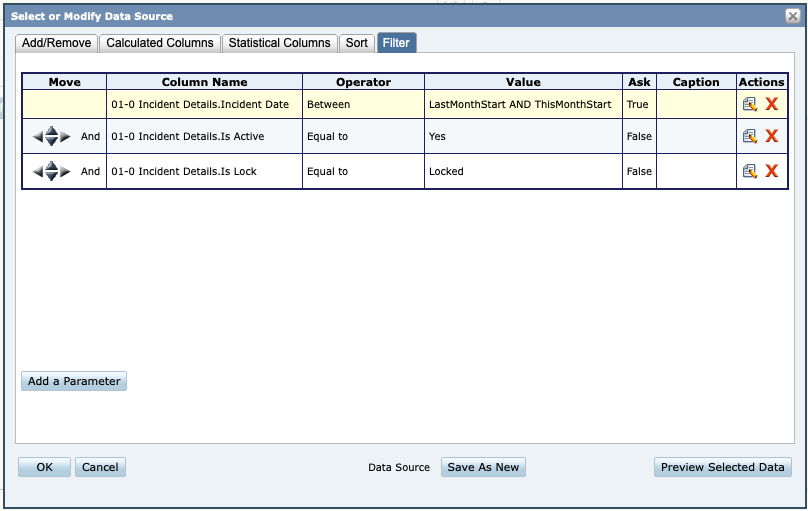 Select or Modify Data Source
Add/Remove Calculated Columns Statistical Columns Sort Filter
Move Column Name Operator Value Ask Caption Actions
01-0 Incident Details.Incident Date Between LastMonthStart AND ThisMonthStart True
And 01-0 Incident Details.Is Active Equal to Yes False
And 01-0 Incident Details.Is Lock Equal to Locked False
Add a Parameter
OK Cancel Data Source Save As New Preview Selected Data